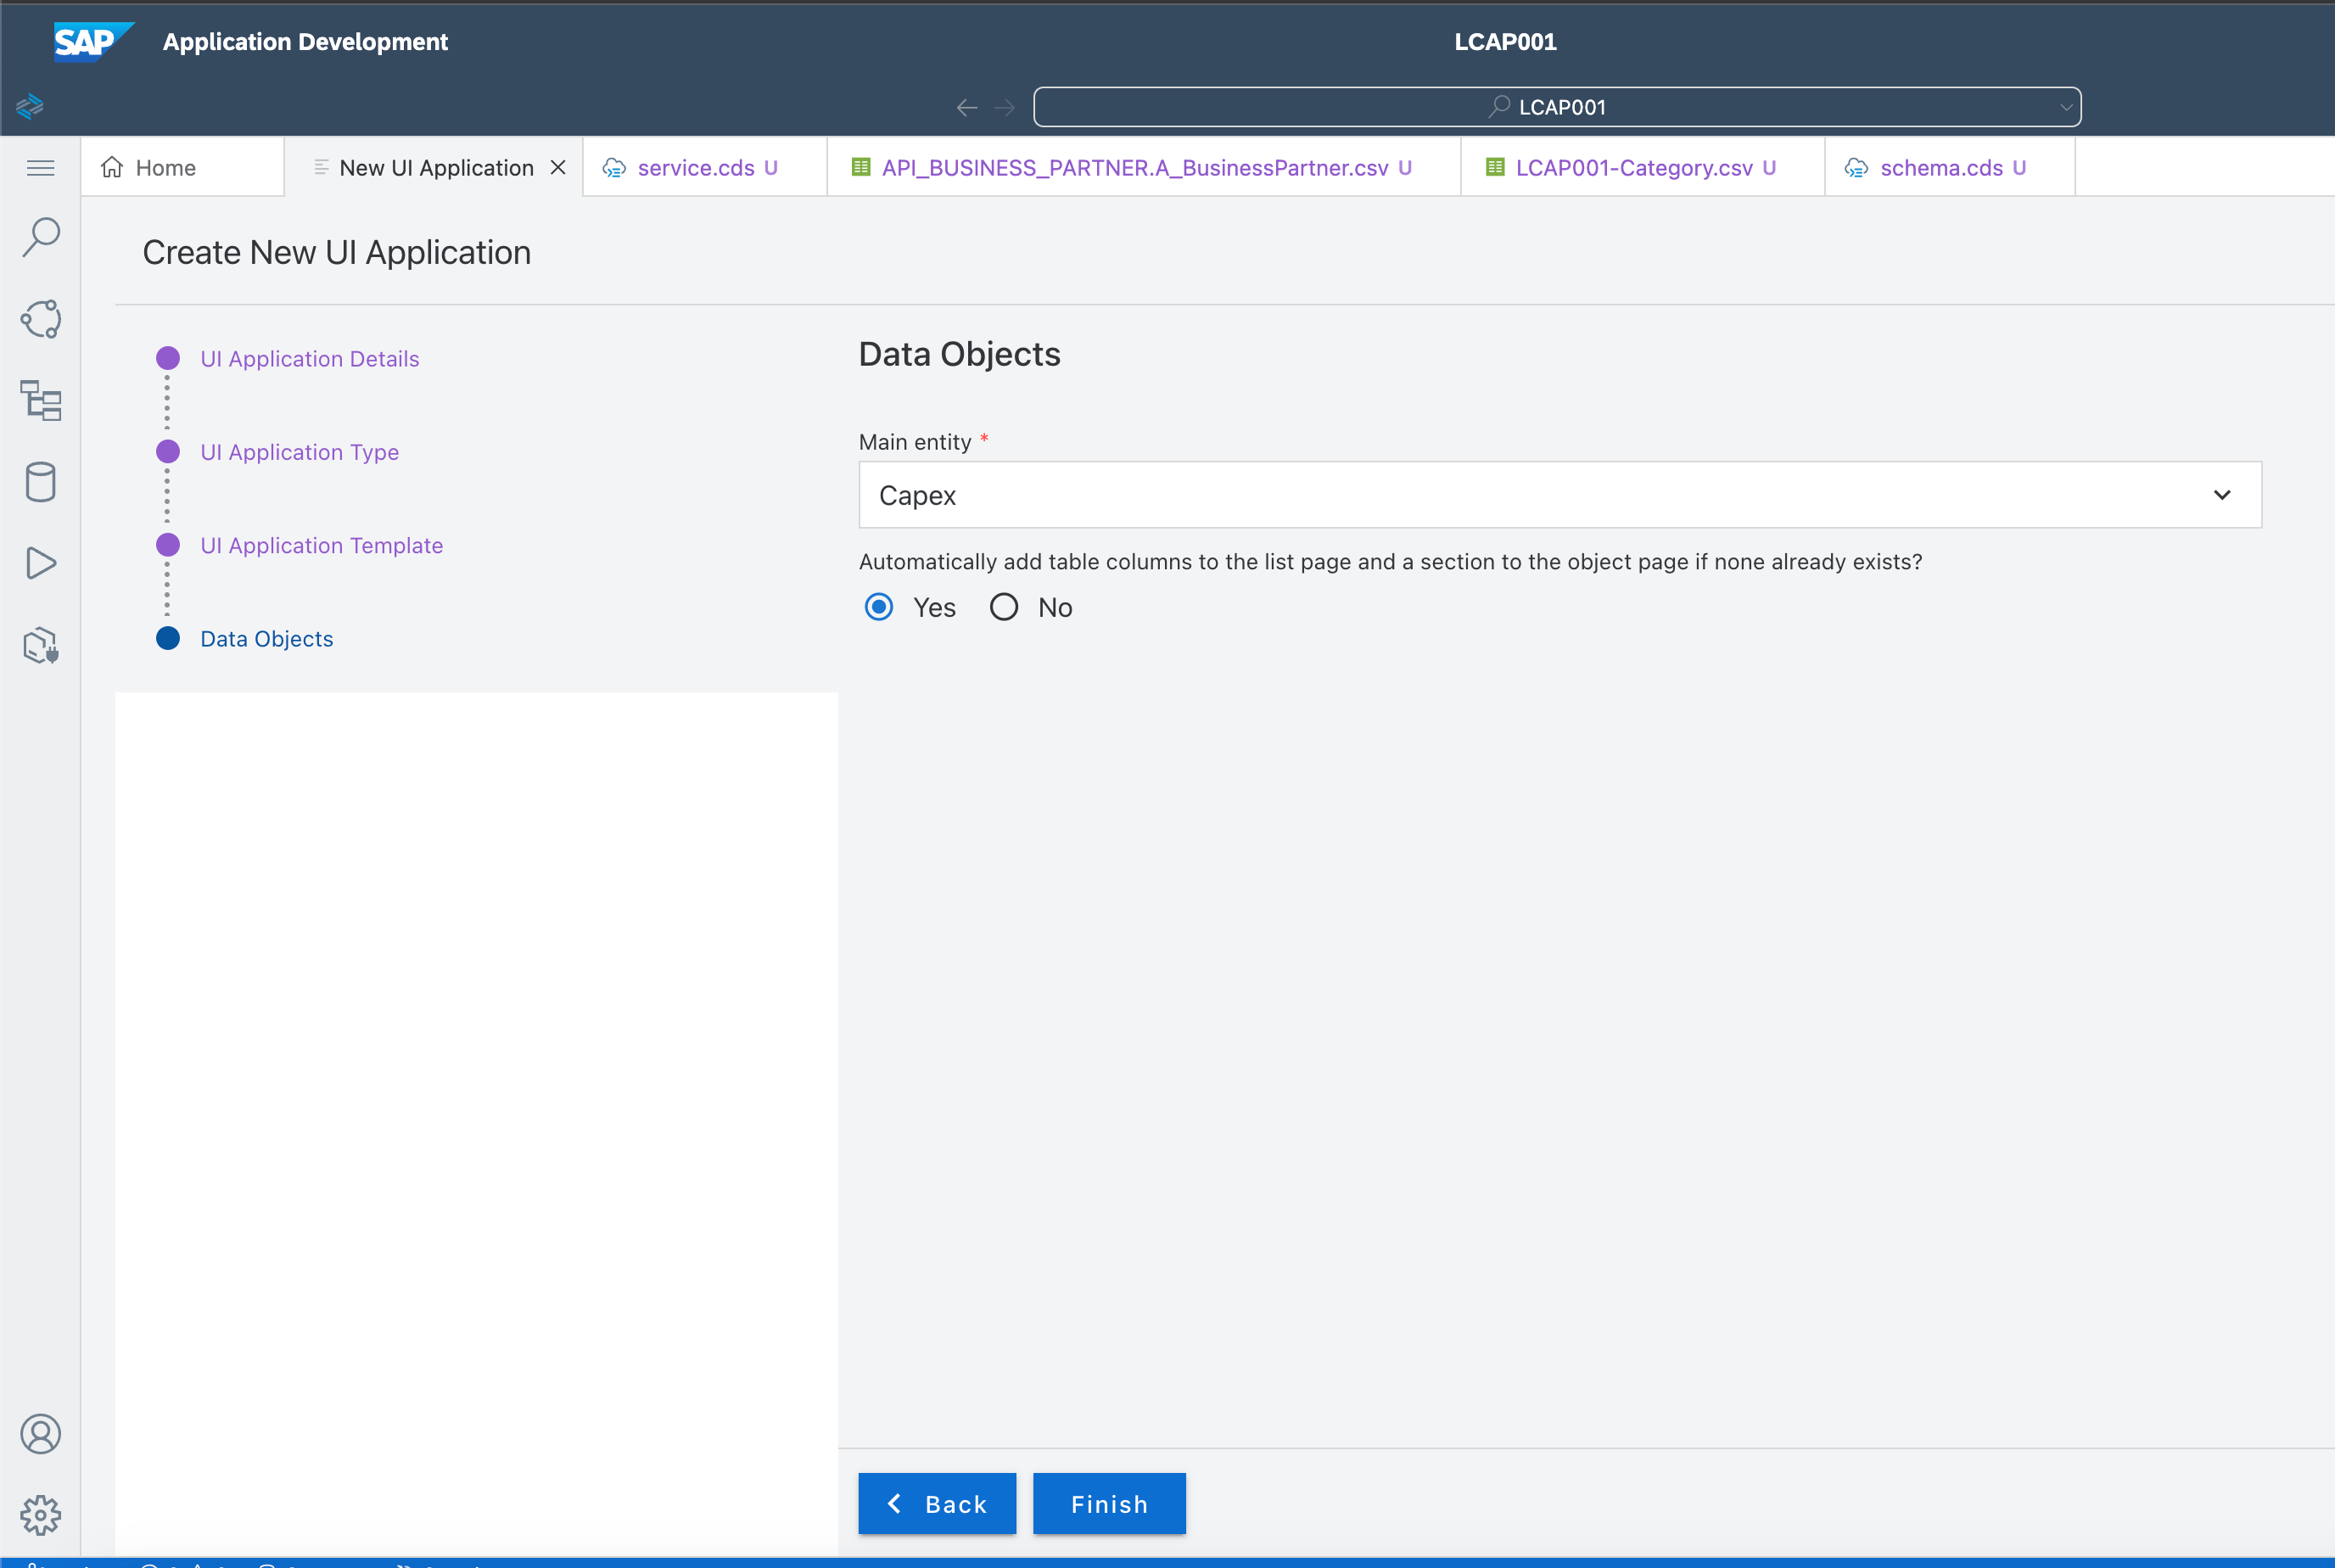 SAP Application Development
LCAP001
LCAP001
Home
New UI Application
service.cds U
API_BUSINESS_PARTNER.A_BusinessPartner.csv U
LCAP001-Category.csv U
schema.cds U
Create New UI Application
UI Application Details
UI Application Type
UI Application Template
Data Objects
Data Objects
Main entity *
Capex
Automatically add table columns to the list page and a section to the object page if none already exists?
Yes No
Back Finish